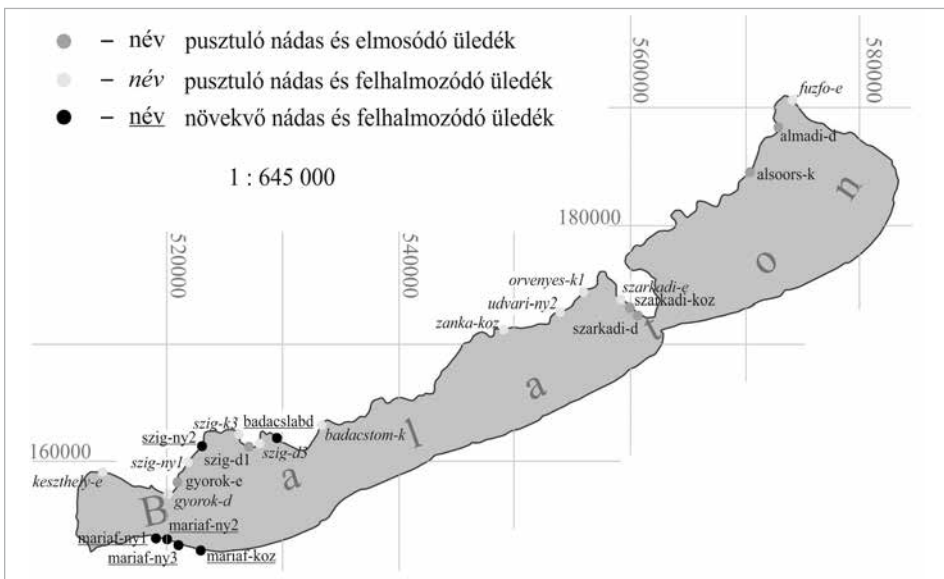 – név pusztuló nádas és elmosódó üledék
– név pusztuló nádas és felhalmozódó üledék
– név növekvő nádas és felhalmozódó üledék
1 : 645 000
560000
580000
fuzfo-e
almadi-d
alsoors-k
180000
520000
540000
orvenyes-k1
szarkadi-e
szarkadi-koz
udvari-ny2
zanka-koz
szarkadi-d
szig-k3
badacslabd
szig-ny2
badacstom-k
szig-ny1
szig-d1
szig-d3
160000
keszthely-e
gyorok-e
gyorok-d
Balaton
mariaf-ny2
mariaf-ny1
mariaf-ny3
mariaf-koz